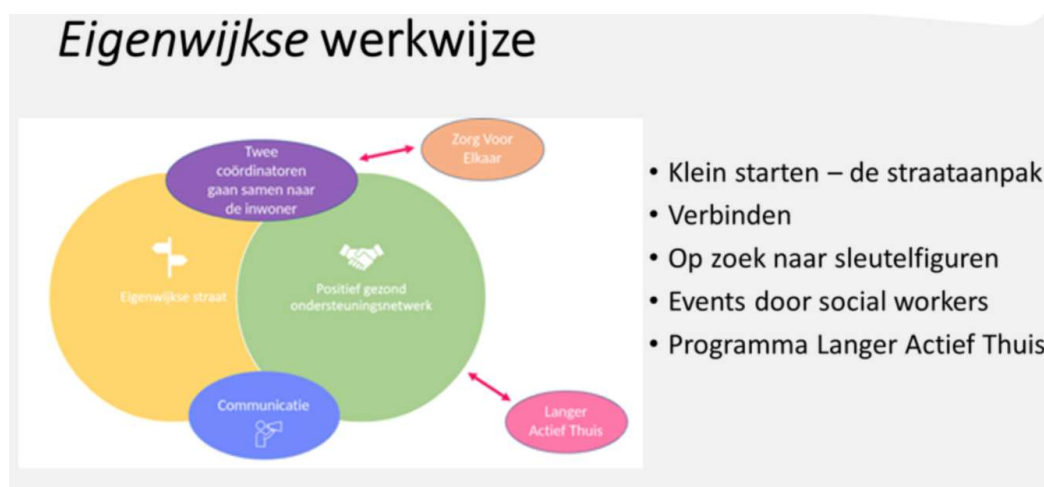 Eigenwijkse werkwijze
Twee
coördinatoren
gaan samen naar
de inwoner
Zorg Voor
Elkaar
Eigenwijkse straat
Positief gezond
ondersteuningsnetwerk
Communicatie
Langer
Actief Thuis
• Klein starten – de straataanpak
• Verbinden
• Op zoek naar sleutelfiguren
• Events door social workers
• Programma Langer Actief Thuis